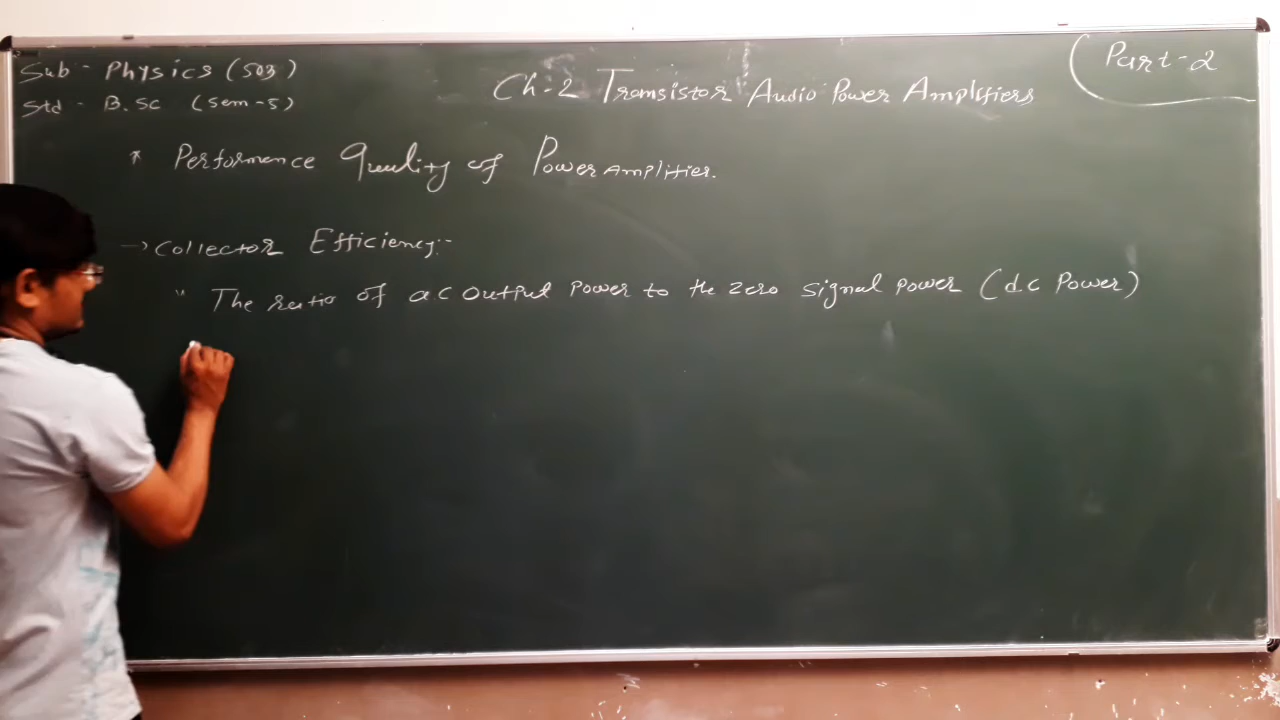 Sub - Physics (503)
Std - B.SC (Sem-5)
Ch-2 Transistor Audio Power Amplifiers
Part-2
* Performence Quality of Power amplifier.
→ Collector Efficiency:-
" The ratio of ac output power to the zero signal power (d.c power)